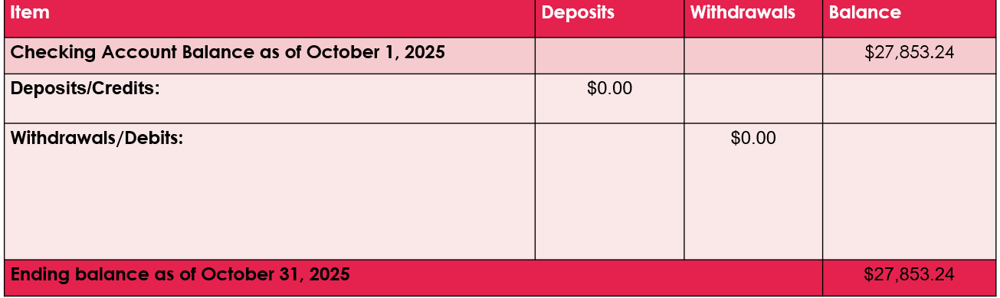 Item Deposits Withdrawals Balance
Checking Account Balance as of October 1, 2025 $27,853.24
Deposits/Credits: $0.00
Withdrawals/Debits: $0.00
Ending balance as of October 31, 2025 $27,853.24